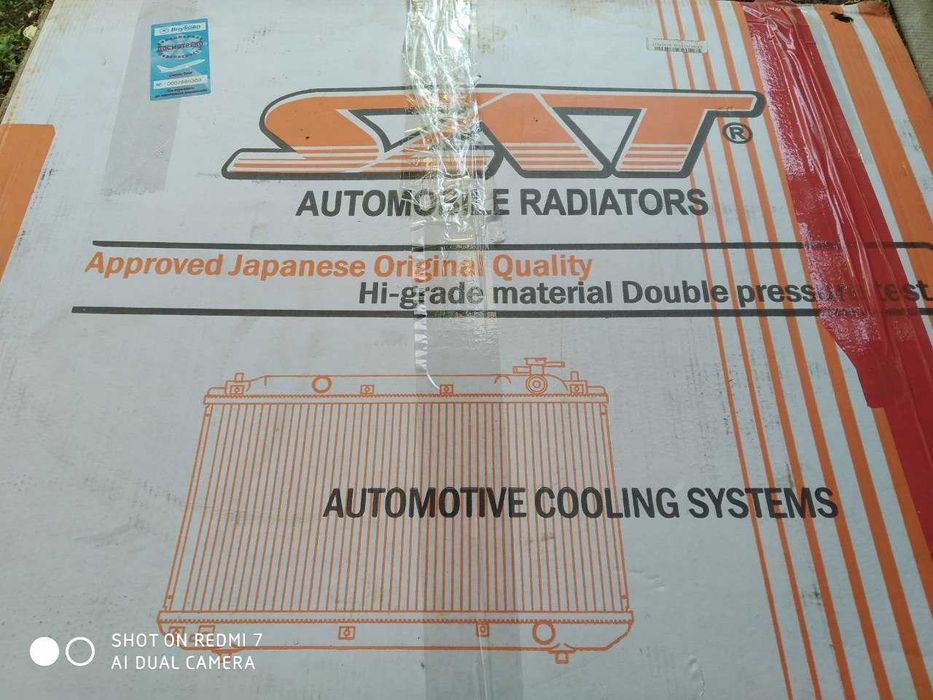 ДОСМОТРЕНО
SAT®
AUTOMOBILE RADIATORS
Approved Japanese Original Quality
Hi-grade material Double pressure test
AUTOMOTIVE COOLING SYSTEMS
SHOT ON REDMI 7
AI DUAL CAMERA